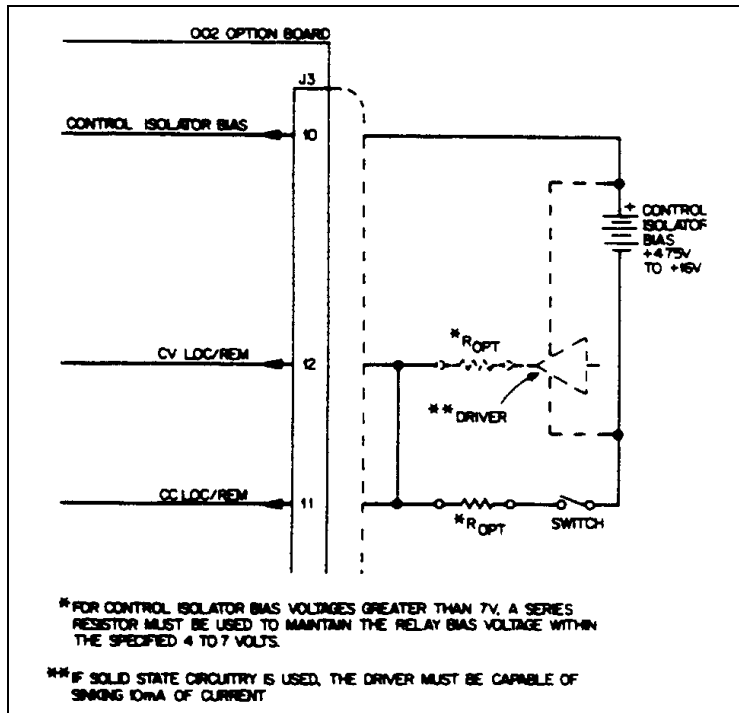 002 OPTION BOARD
J3
CONTROL ISOLATOR BIAS
10
+ CONTROL
ISOLATOR
BIAS
+4.75V
TO +16V
CV LOC/REM
12
*ROPT
**DRIVER
CC LOC/REM
11
*ROPT
SWITCH
*FOR CONTROL ISOLATOR BIAS VOLTAGES GREATER THAN 7V, A SERIES
RESISTOR MUST BE USED TO MAINTAIN THE RELAY BIAS VOLTAGE WITHIN
THE SPECIFIED 4 TO 7 VOLTS.
**IF SOLID STATE CIRCUITRY IS USED, THE DRIVER MUST BE CAPABLE OF
SINKING 10mA OF CURRENT